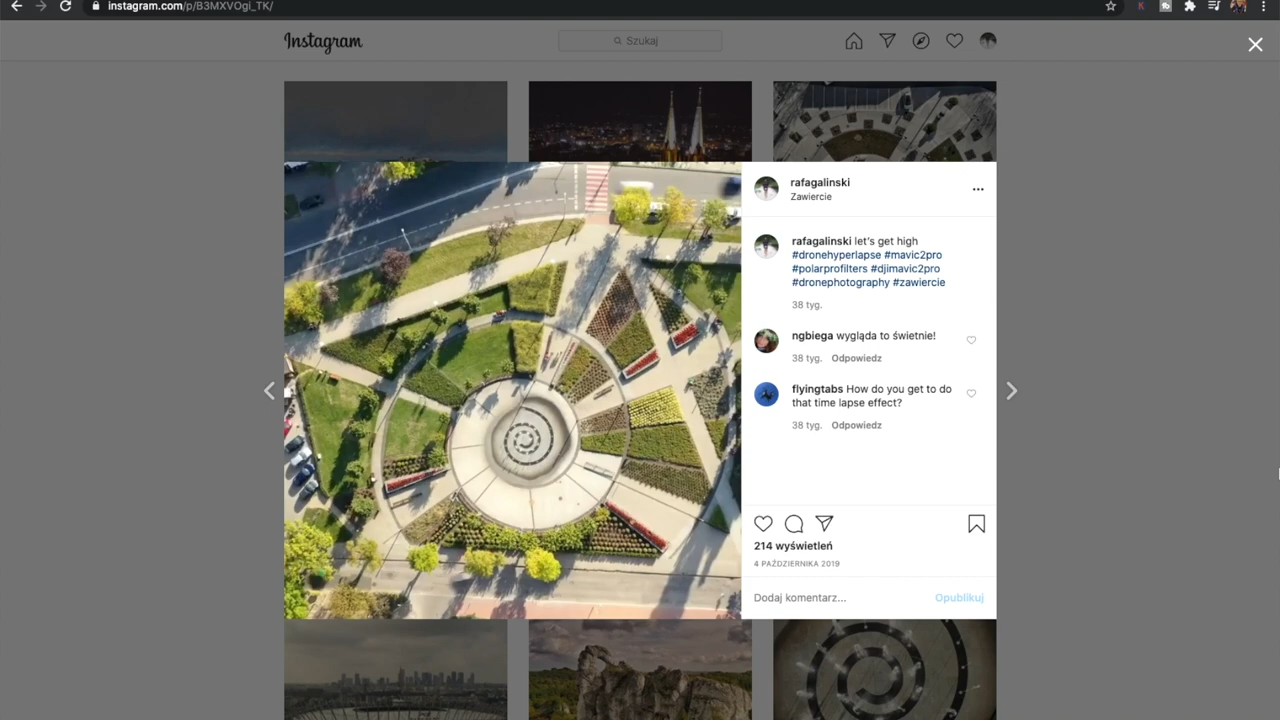 instagram.com/p/B3MXVOgi_TK/
Instagram
Szukaj
rafagalinski
Zawiercie
rafagalinski let's get high
#dronehyperlapse #mavic2pro
#polarprofilters #djimavic2pro
#dronephotography #zawiercie
38 tyg.
ngbiega wygląda to świetnie!
38 tyg. Odpowiedz
flyingtabs How do you get to do
that time lapse effect?
38 tyg. Odpowiedz
214 wyświetleń
4 PAŹDZIERNIKA 2019
Dodaj komentarz...
Opublikuj